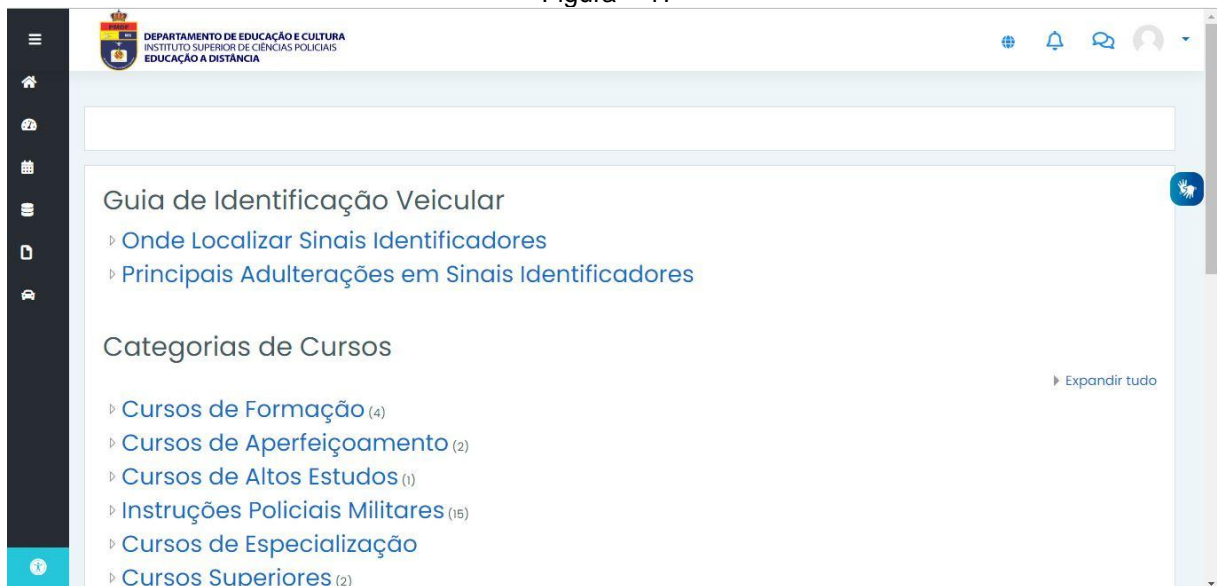 PMDF
DEPARTAMENTO DE EDUCAÇÃO E CULTURA
INSTITUTO SUPERIOR DE CIÊNCIAS POLICIAIS
EDUCAÇÃO A DISTÂNCIA
Guia de Identificação Veicular
Onde Localizar Sinais Identificadores
Principais Adulterações em Sinais Identificadores
Categorias de Cursos
Expandir tudo
Cursos de Formação (4)
Cursos de Aperfeiçoamento (2)
Cursos de Altos Estudos (1)
Instruções Policiais Militares (15)
Cursos de Especialização
Cursos Superiores (2)